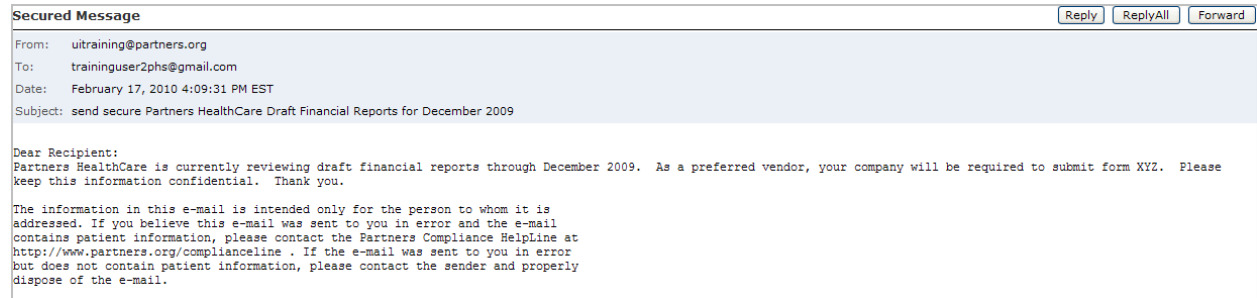 Secured Message Reply ReplyAll Forward
From: uitraining@partners.org
To: traininguser2phs@gmail.com
Date: February 17, 2010 4:09:31 PM EST
Subject: send secure Partners HealthCare Draft Financial Reports for December 2009
Dear Recipient:
Partners HealthCare is currently reviewing draft financial reports through December 2009.  As a preferred vendor, your company will be required to submit form XYZ.  Please
keep this information confidential.  Thank you.
The information in this e-mail is intended only for the person to whom it is
addressed. If you believe this e-mail was sent to you in error and the e-mail
contains patient information, please contact the Partners Compliance HelpLine at
http://www.partners.org/complianceline . If the e-mail was sent to you in error
but does not contain patient information, please contact the sender and properly
dispose of the e-mail.